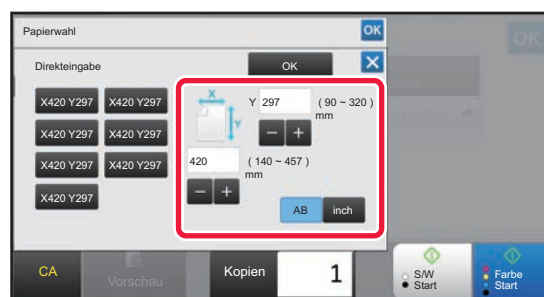 Papierwahl
OK
OK
Direkteingabe
OK
X420 Y297
X420 Y297
X420 Y297
X420 Y297
X420 Y297
X420 Y297
X420 Y297
X
Y
Y 297 (90 ~ 320)
mm
420 (140 ~ 457)
mm
AB inch
CA
Vorschau
Kopien
1
S/W
Start
Farbe
Start